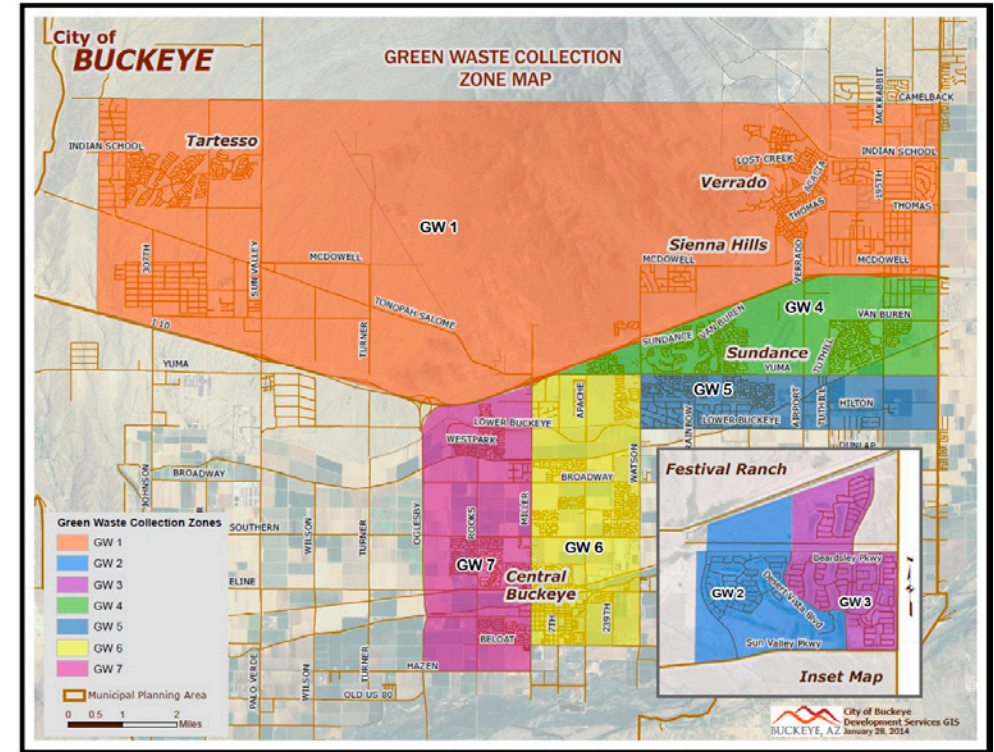 City of
BUCKEYE
GREEN WASTE COLLECTION
ZONE MAP
JACKRABBIT
CAMELBACK
INDIAN SCHOOL
Tartesso
LOST CREEK
INDIAN SCHOOL
Verrado
ACACIA
195TH
THOMAS
THOMAS
GW 1
307TH
SUN VALLEY
MCDOWELL
Sienna Hills
MCDOWELL
VERRADO
MCDOWELL
TONOPAH SALOME
I-10
TURNER
GW 4
VAN BUREN
SUNDANCE
VAN BUREN
Sundance
TUTHILL
YUMA
YUMA
APACHE
GW 5
AIRPORT
TUTHILL
HILTON
LOWER BUCKEYE
RAINBOW
LOWER BUCKEYE
WESTPARK
DUNLAP
JOHNSON
BROADWAY
BROADWAY
WATSON
Festival Ranch
SOUTHERN
WILSON
TURNER
OGLESBY
ROOKS
MILLER
GW 6
GW 7
Central
Buckeye
ELINE
7TH
239TH
BELOAT
HAZEN
PALO VERDE
WILSON
TURNER
OLD US 80
Beardsley Pkwy
GW 2
Desert Vista Blvd
GW 3
Sun Valley Pkwy
Inset Map
Green Waste Collection Zones
GW 1
GW 2
GW 3
GW 4
GW 5
GW 6
GW 7
Municipal Planning Area
0 0.5 1 2
Miles
BUCKEYE, AZ
City of Buckeye
Development Services GIS
January 28, 2014